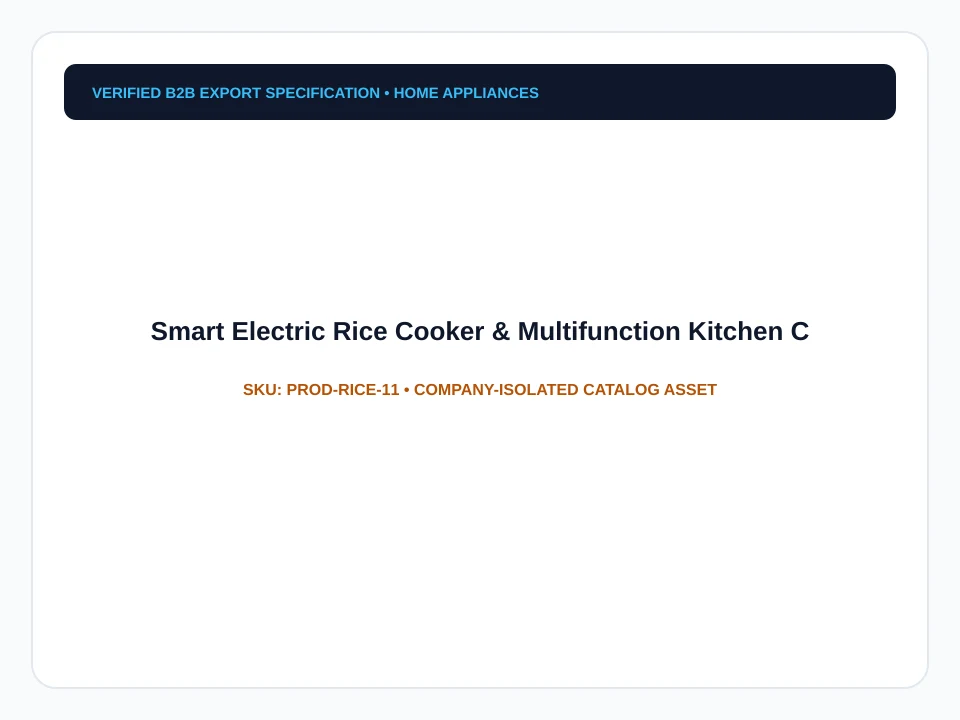 VERIFIED B2B EXPORT SPECIFICATION • HOME APPLIANCES
Smart Electric Rice Cooker & Multifunction Kitchen C
SKU: PROD-RICE-11 • COMPANY-ISOLATED CATALOG ASSET